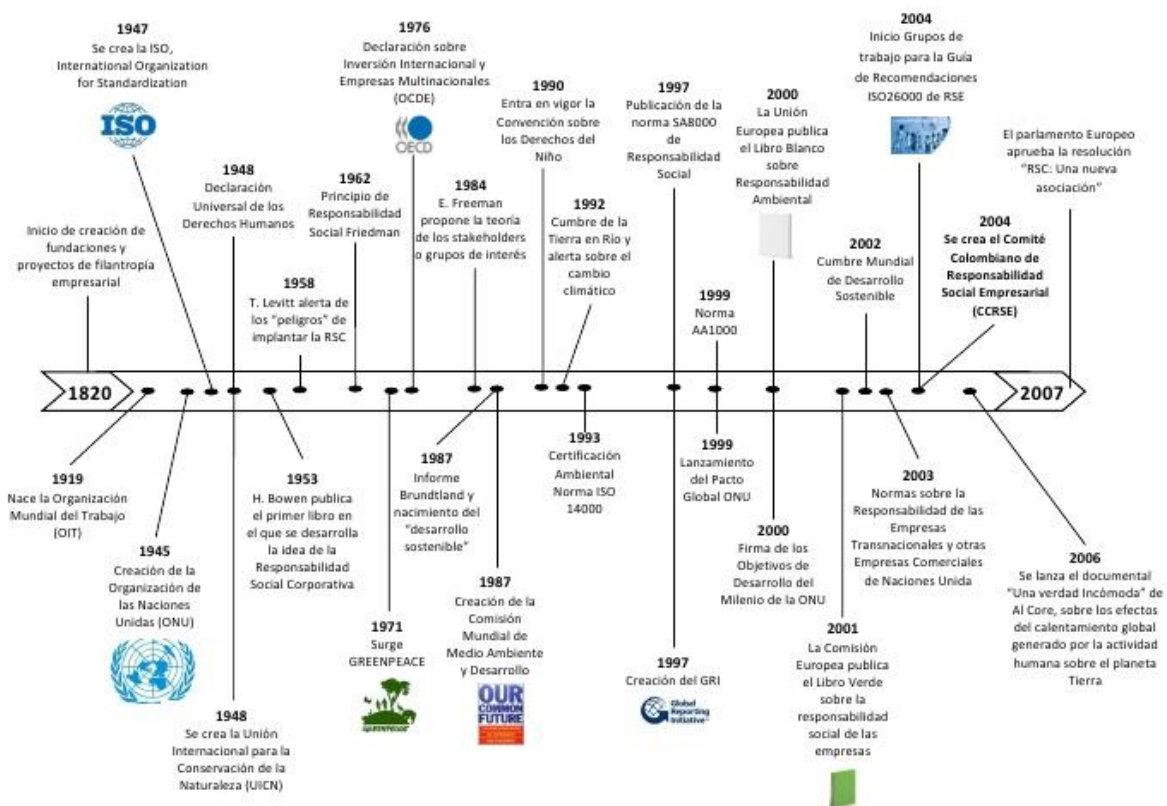 1947
Se crea la ISO,
International Organization
for Standardization
ISO
1976
Declaración sobre
Inversión Internacional y
Empresas Multinacionales
(OCDE)
OECD
1990
Entra en vigor la
Convención sobre
los Derechos del
Niño
1997
Publicación de la
norma SA8000
de
Responsabilidad
Social
2000
La Unión
Europea publica
el Libro Blanco
sobre
Responsabilidad
Ambiental
2004
Inicio Grupos de
trabajo para la Guía
de Recomendaciones
ISO26000 de RSE
El parlamento Europeo
aprueba la resolución
"RSC: Una nueva
asociación"
Inicio de creación de
fundaciones y
proyectos de filantropía
empresarial
1948
Declaración
Universal de los
Derechos Humanos
1958
T. Levitt alerta de
los "peligros" de
implantar la RSC
1962
Principio de
Responsabilidad
Social Friedman
1984
E. Freeman
propone la teoría
de los stakeholders
o grupos de interés
1992
Cumbre de la
Tierra en Río y
alerta sobre el
cambio
climático
1999
Norma
AA1000
2002
Cumbre Mundial
de Desarrollo
Sostenible
2004
Se crea el Comité
Colombiano de
Responsabilidad
Social Empresarial
(CCRSE)
1820
2007
1919
Nace la Organización
Mundial del Trabajo
(OIT)
1945
Creación de la
Organización de
las Naciones
Unidas (ONU)
1948
Se crea la Unión
Internacional para la
Conservación de la
Naturaleza (UICN)
1953
H. Bowen publica
el primer libro en
el que se desarrolla
la idea de la
Responsabilidad
Social Corporativa
1971
Surge
GREENPEACE
GREENPEACE
1987
Informe
Brundtland y
nacimiento del
"desarrollo
sostenible"
1987
Creación de la
Comisión
Mundial de
Medio Ambiente
y Desarrollo
OUR
COMMON
FUTURE
1993
Certificación
Ambiental
Norma ISO
14000
1997
Creación del GRI
Global
Reporting
Initiative™
1999
Lanzamiento
del Pacto
Global ONU
2000
Firma de los
Objetivos de
Desarrollo del
Milenio de la ONU
2001
La Comisión
Europea publica
el Libro Verde
sobre la
responsabilidad
social de las
empresas
2003
Normas sobre la
Responsabilidad de las
Empresas
Transnacionales y otras
Empresas Comerciales
de Naciones Unida
2006
Se lanza el documental
"Una verdad Incómoda" de
Al Core, sobre los efectos
del calentamiento global
generado por la actividad
humana sobre el planeta
Tierra